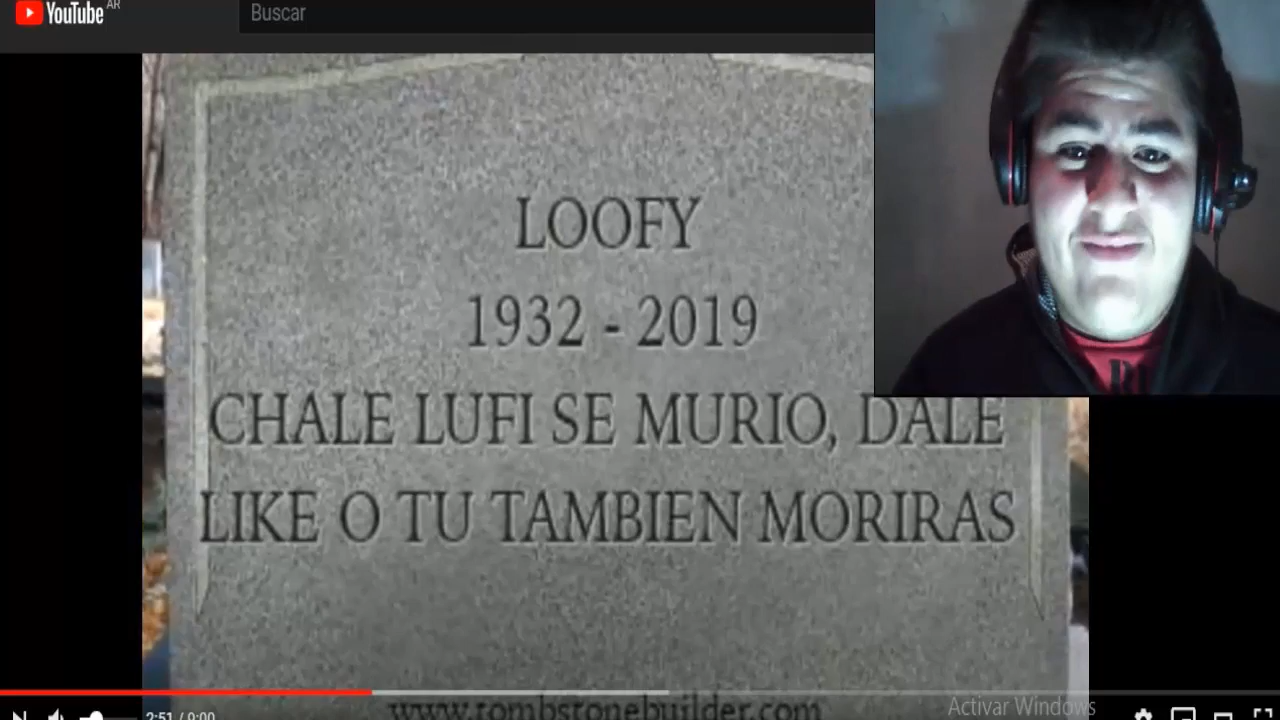 YouTube AR
Buscar
LOOFY
1932 - 2019
CHALE LUFI SE MURIO, DALE
LIKE O TU TAMBIEN MORIRAS
www.tombstonebuilder.com
Activar Windows
2:51 / 9:00